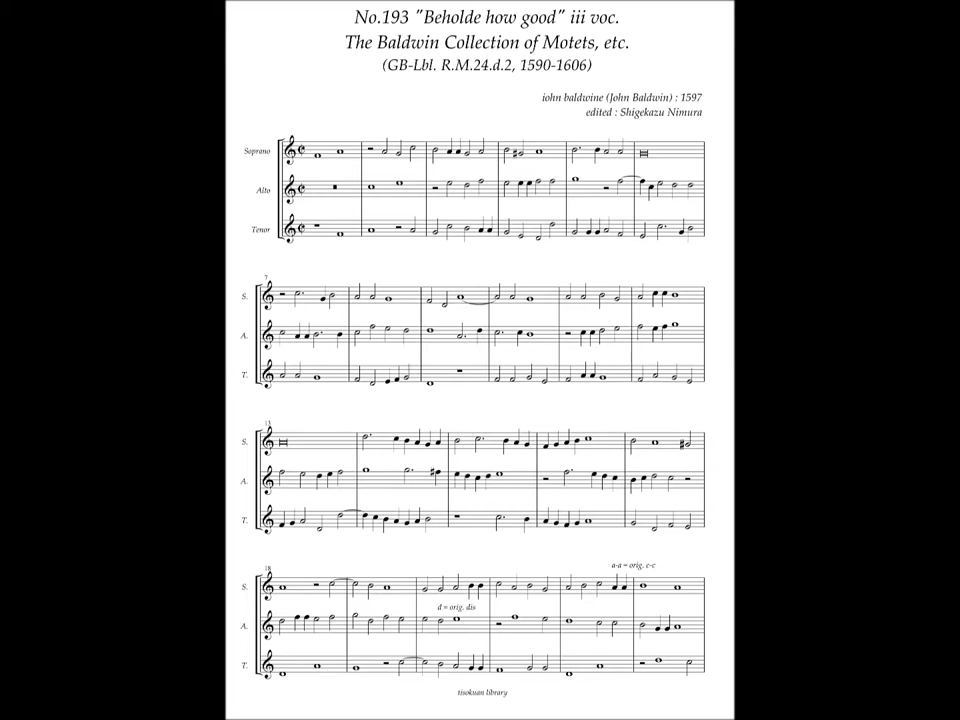 No.193 "Beholde how good" iii voc.
The Baldwin Collection of Motets, etc.
(GB-Lbl. R.M.24.d.2, 1590-1606)
iohn baldwine (John Baldwin) : 1597
edited : Shigekazu Nimura
Soprano
Alto
Tenor
7
S.
A.
T.
13
S.
A.
T.
18
a-a = orig. c-c
S.
d = orig. dis
A.
T.
tisokuan library